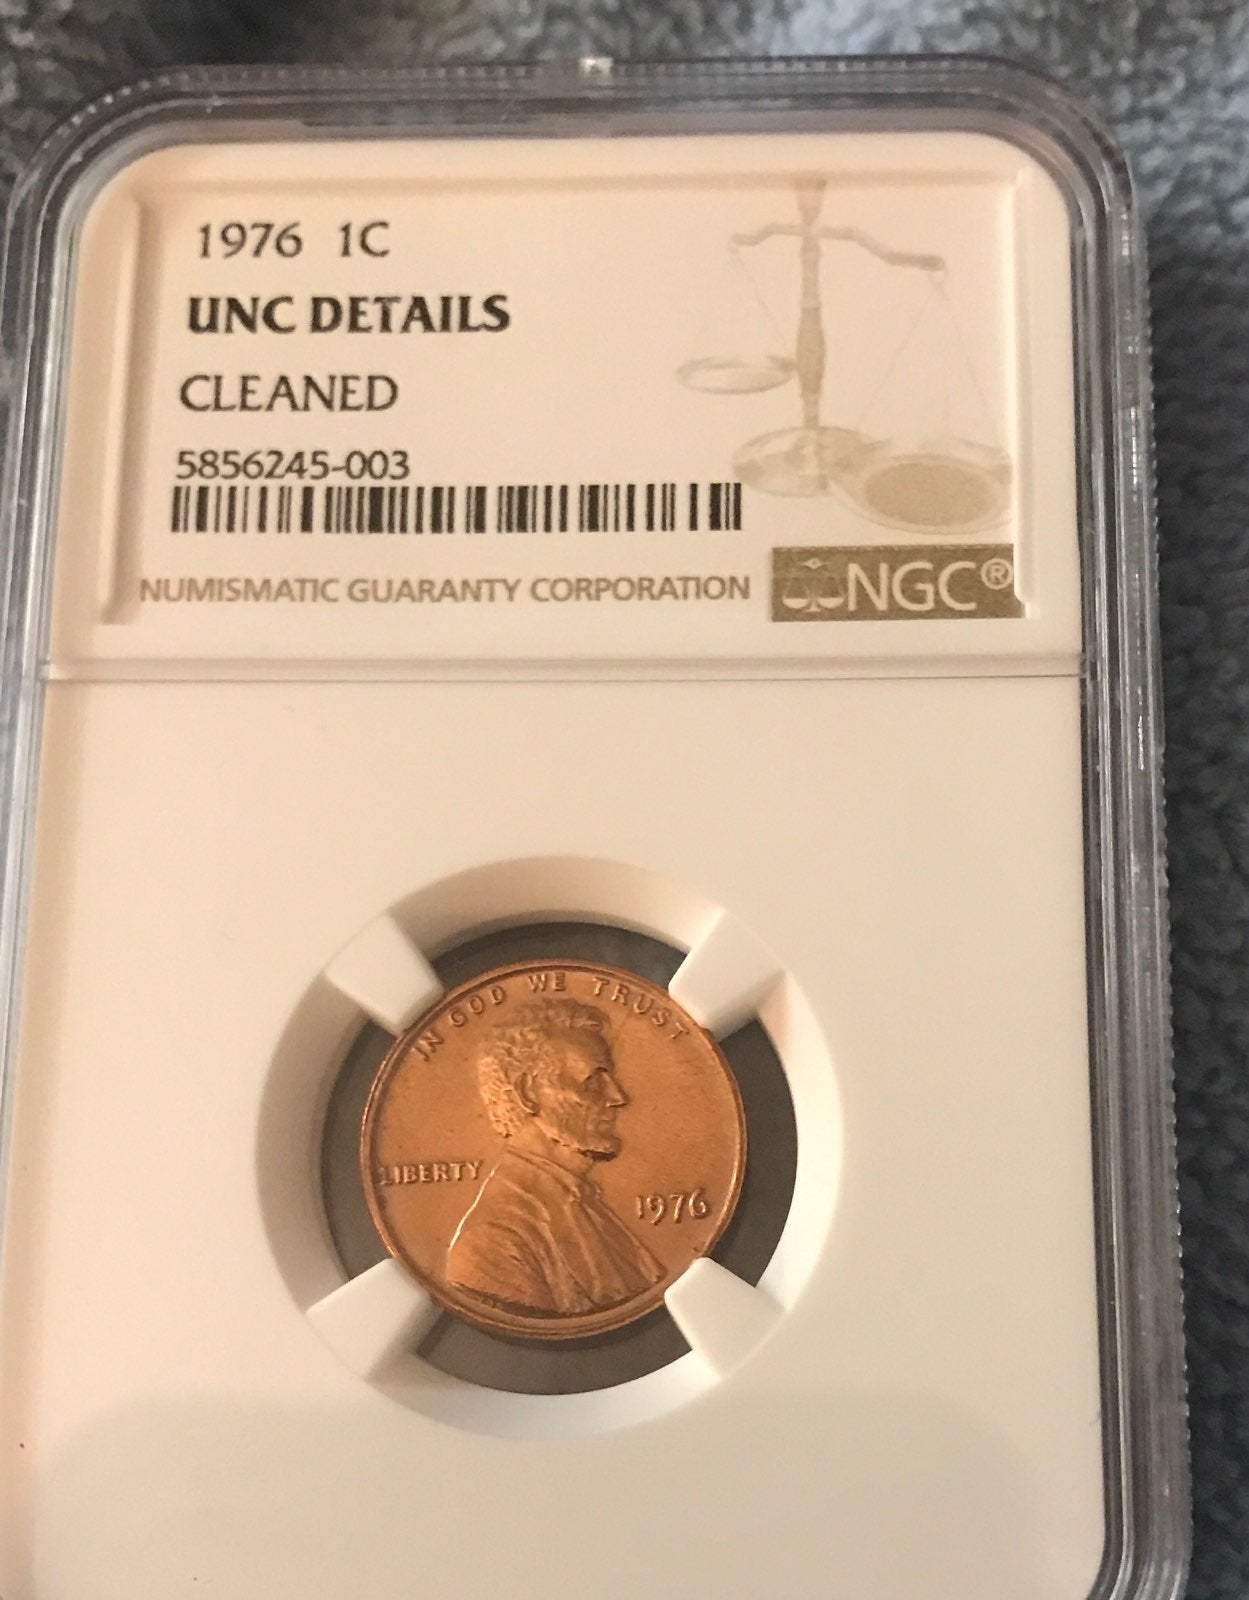 1976 1C
UNC DETAILS
CLEANED
5856245-003
NUMISMATIC GUARANTY CORPORATION NGC®
IN GOD WE TRUST
LIBERTY
1976